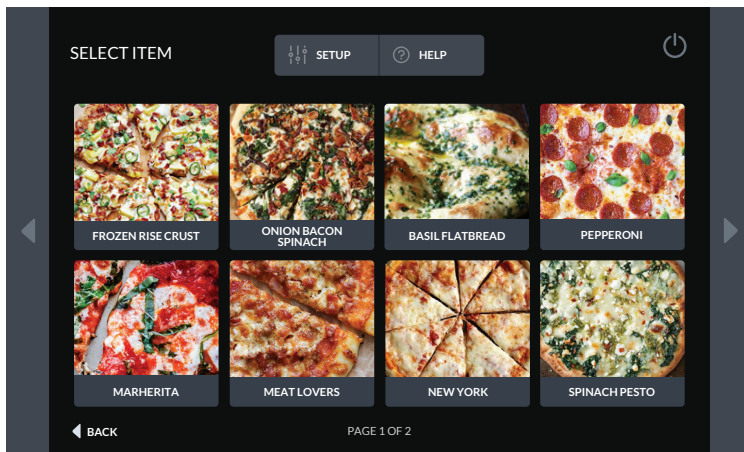 SELECT ITEM
SETUP
HELP
FROZEN RISE CRUST
ONION BACON
SPINACH
BASIL FLATBREAD
PEPPERONI
MARHERITA
MEAT LOVERS
NEW YORK
SPINACH PESTO
BACK
PAGE 1 OF 2